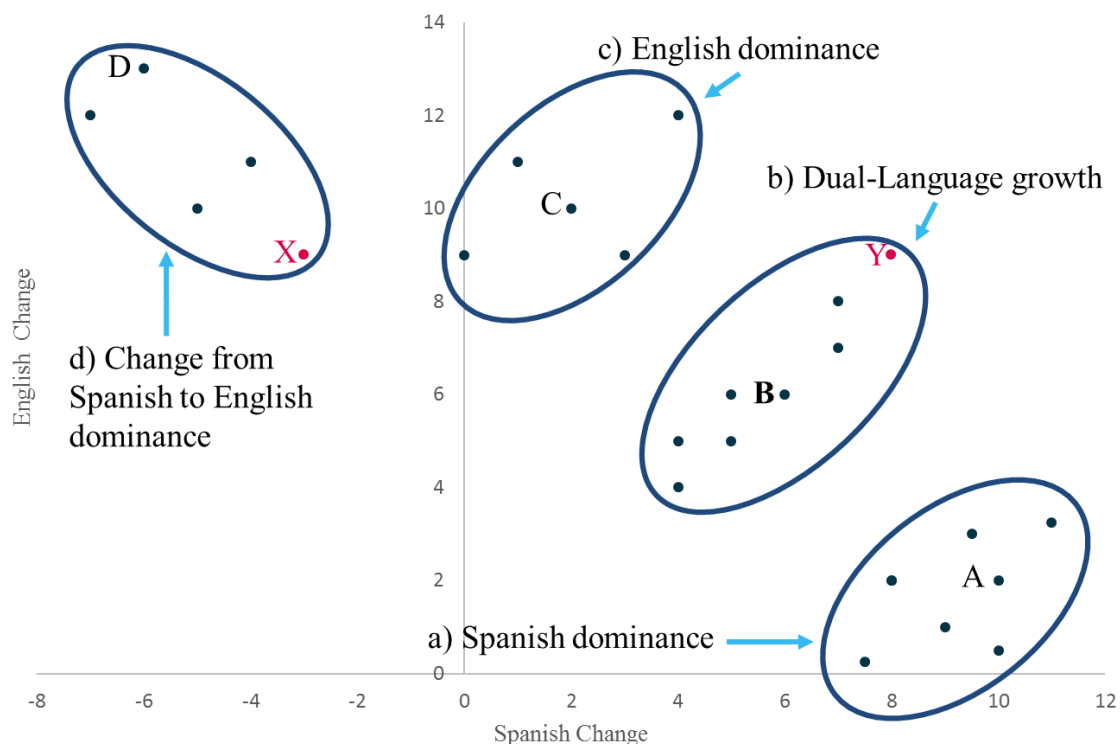 14
D
c) English dominance
12
b) Dual-Language growth
C
10
X
Y
8
English Change
d) Change from
Spanish to English
dominance
6
B
4
2
A
a) Spanish dominance
0
-8
-6
-4
-2
0
2
4
6
8
10
12
Spanish Change